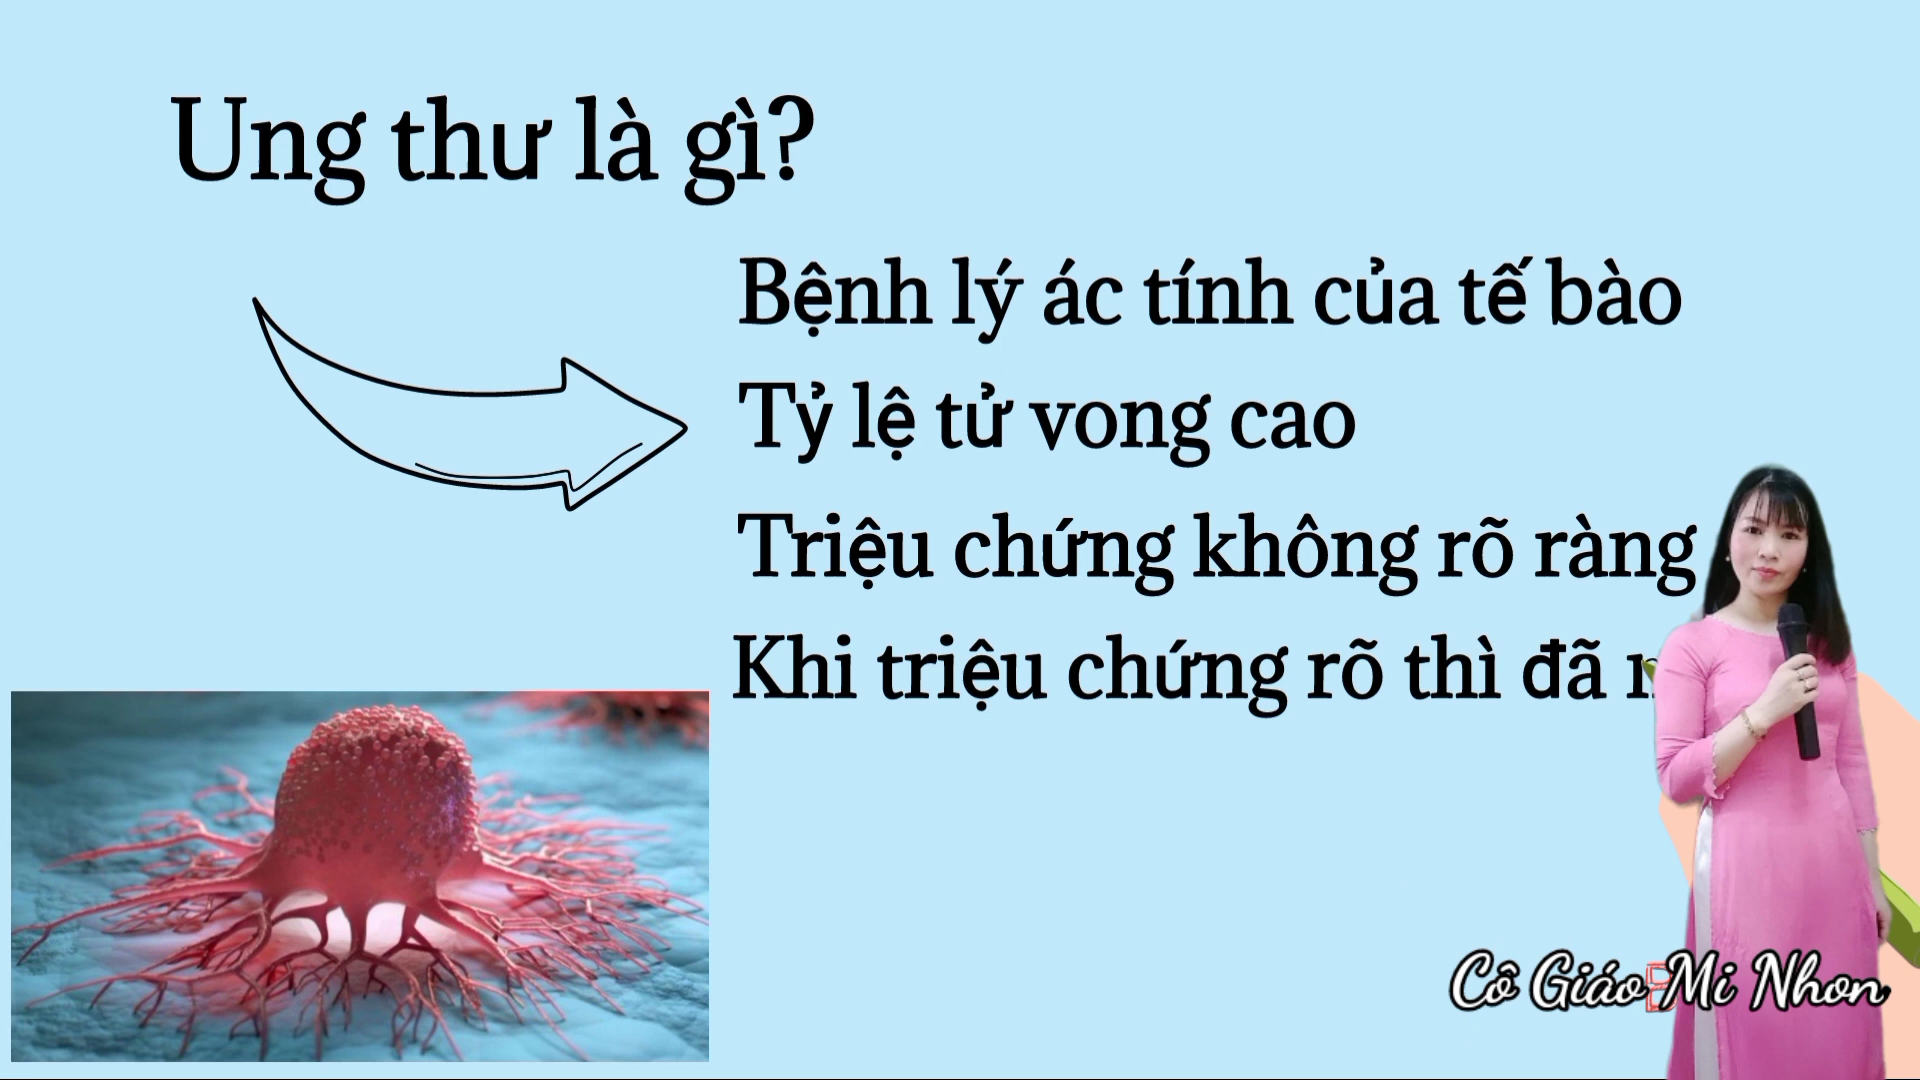 Ung thư là gì?
Bệnh lý ác tính của tế bào
Tỷ lệ tử vong cao
Triệu chứng không rõ ràng
Khi triệu chứng rõ thì đã
Cô Giáo Mi Nhon